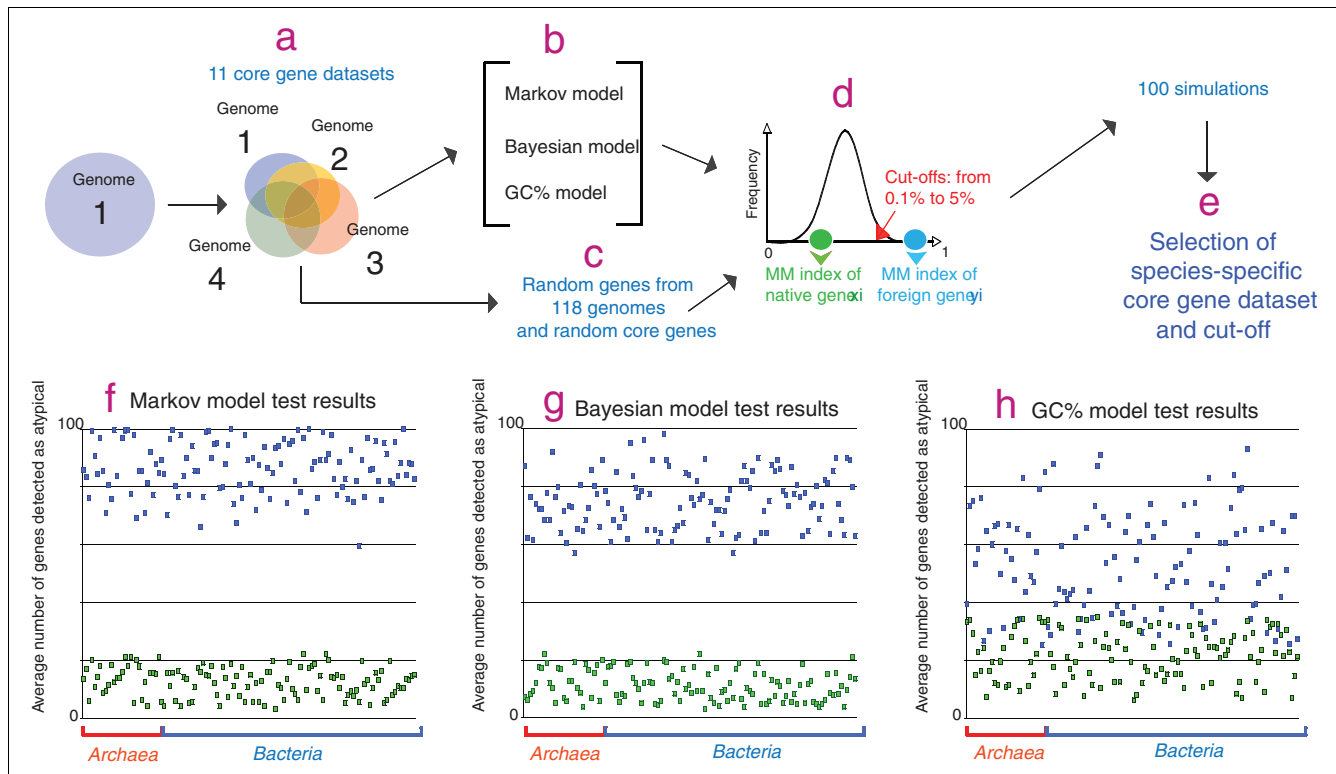 a
11 core gene datasets
Genome
1
Genome
1
Genome
2
Genome
3
Genome
4
b
Markov model
Bayesian model
GC% model
c
Random genes from
118 genomes
and random core genes
d
Frequency
Cut-offs: from
0.1% to 5%
0
1
MM index of
native gene xi
MM index of
foreign gene yi
100 simulations
e
Selection of
species-specific
core gene dataset
and cut-off
f Markov model test results
Average number of genes detected as atypical
100
0
Archaea
Bacteria
g Bayesian model test results
Average number of genes detected as atypical
100
0
Archaea
Bacteria
h GC% model test results
Average number of genes detected as atypical
100
0
Archaea
Bacteria